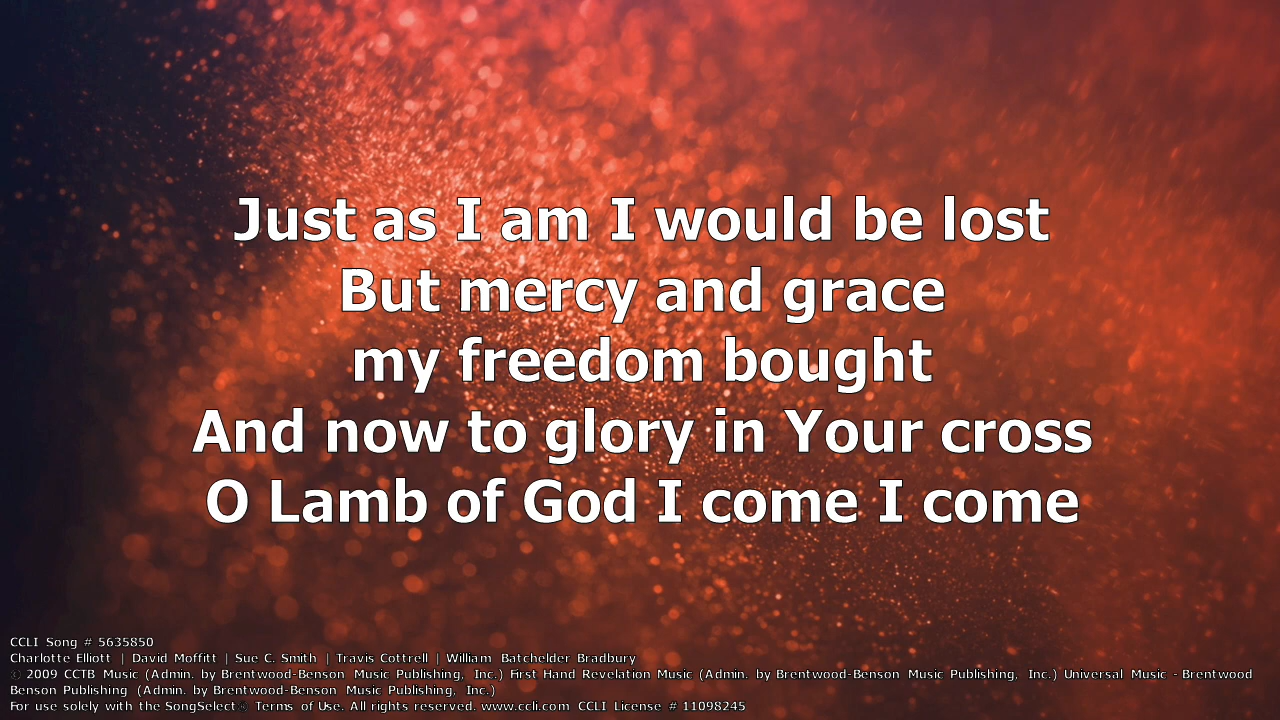 Just as I am I would be lost
But mercy and grace
my freedom bought
And now to glory in Your cross
O Lamb of God I come I come
CCLI Song # 5635850
Charlotte Elliott | David Moffitt | Sue C. Smith | Travis Cottrell | William Batchelder Bradbury
© 2009 CCTB Music (Admin. by Brentwood-Benson Music Publishing, Inc.) First Hand Revelation Music (Admin. by Brentwood-Benson Music Publishing, Inc.) Universal Music - Brentwood
Benson Publishing (Admin. by Brentwood-Benson Music Publishing, Inc.)
For use solely with the SongSelect® Terms of Use. All rights reserved. www.ccli.com CCLI License # 11098245